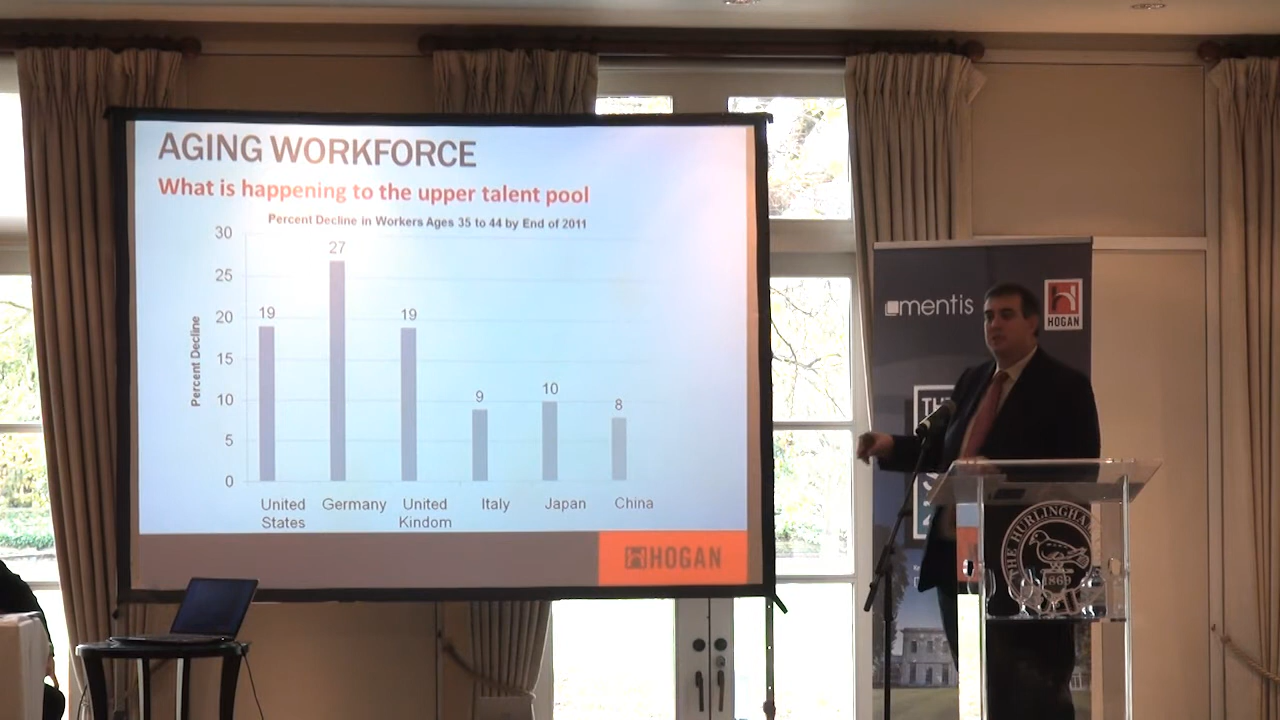 AGING WORKFORCE
What is happening to the upper talent pool
Percent Decline in Workers Ages 35 to 44 by End of 2011
Percent Decline
30
25
20
15
10
5
0
19
27
19
9
10
8
United States
Germany
United Kindom
Italy
Japan
China
HOGAN
mentis
HOGAN
THE HURLINGHAM
1869